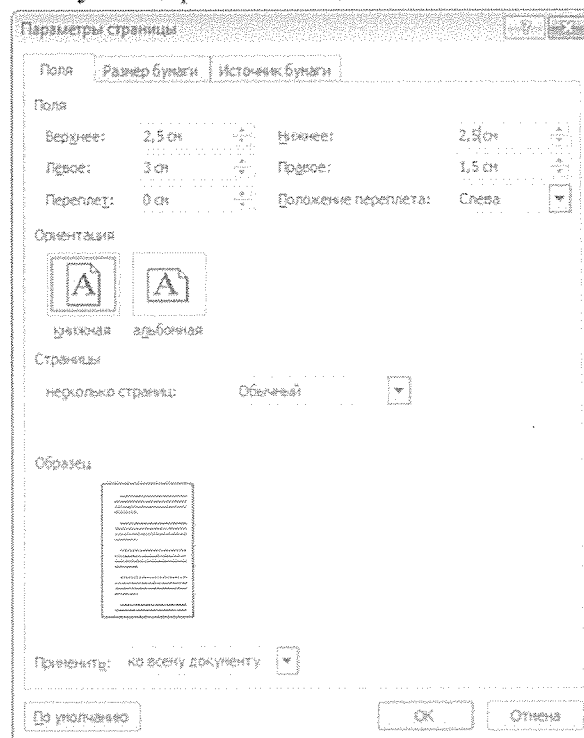 Параметры страницы
Поля Размер бумаги Источник бумаги
Поля
Верхнее: 2,5 см Нижнее: 2,5 см
Левое: 3 см Правое: 1,5 см
Переплет: 0 см Положение переплета: Слева
Ориентация
A A
книжная альбомная
Страницы
несколько страниц: Обычный
Образец
Применить: ко всему документу
По умолчанию ОК Отмена